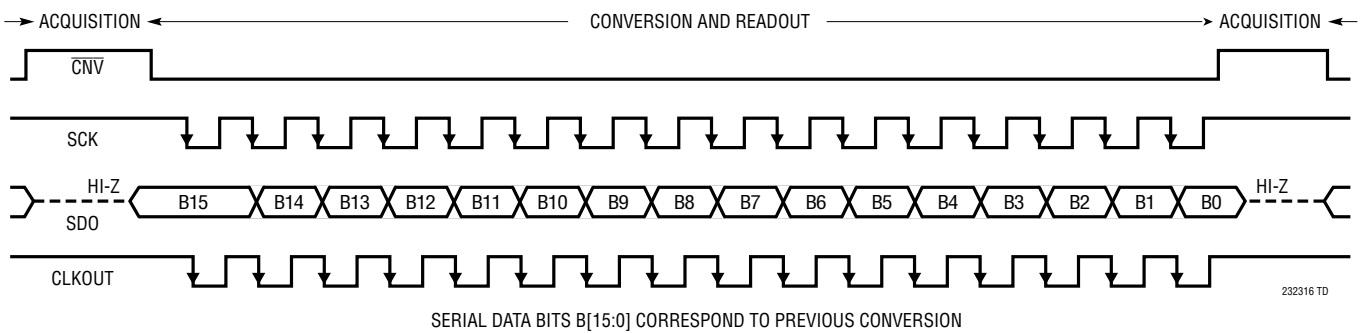 ACQUISITION CONVERSION AND READOUT ACQUISITION
CNV
SCK
HI-Z B15 B14 B13 B12 B11 B10 B9 B8 B7 B6 B5 B4 B3 B2 B1 B0 HI-Z
SDO
CLKOUT
232316 TD
SERIAL DATA BITS B[15:0] CORRESPOND TO PREVIOUS CONVERSION